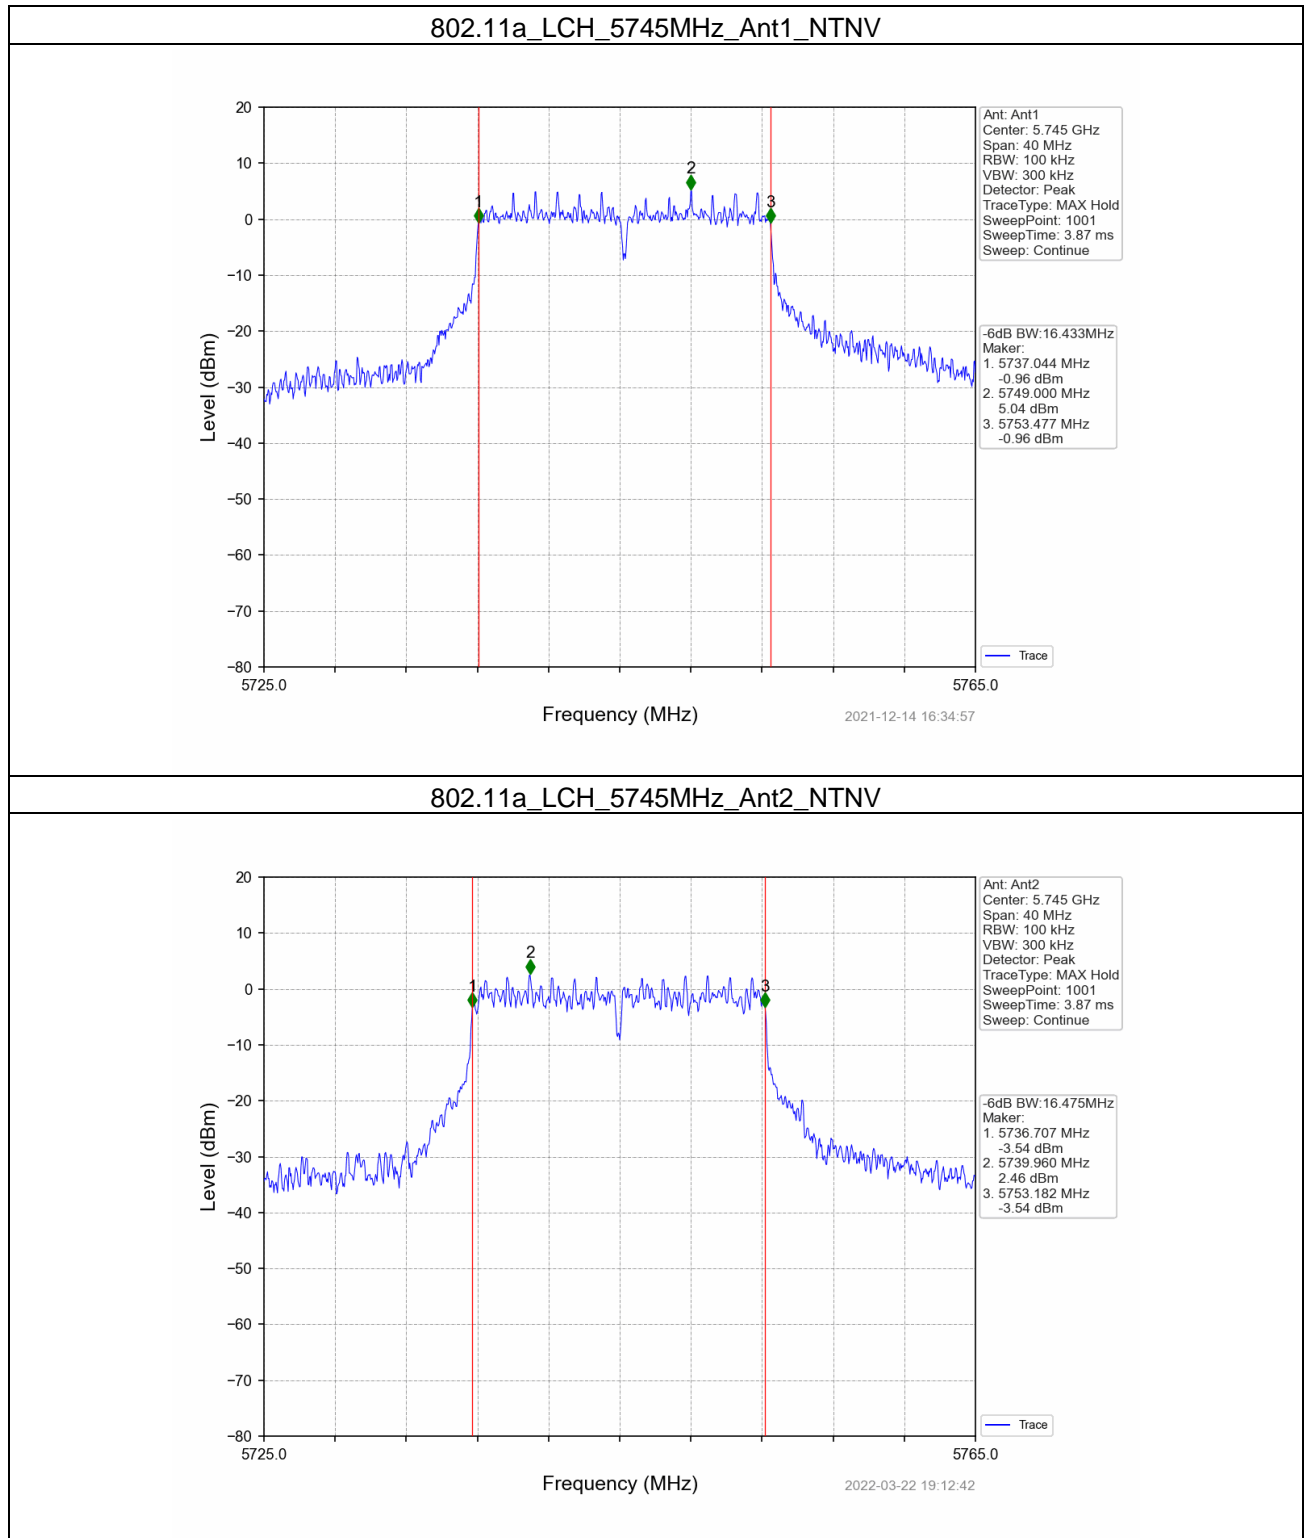 802.11a_LCH_5745MHz_Ant1_NTNV
20
10
0
−10
−20
−30
−40
−50
−60
−70
−80
Level (dBm)
1
2
3
5725.0
5765.0
Frequency (MHz)
2021-12-14 16:34:57
Ant: Ant1
Center: 5.745 GHz
Span: 40 MHz
RBW: 100 kHz
VBW: 300 kHz
Detector: Peak
TraceType: MAX Hold
SweepPoint: 1001
SweepTime: 3.87 ms
Sweep: Continue
-6dB BW:16.433MHz
Maker:
1. 5737.044 MHz
-0.96 dBm
2. 5749.000 MHz
5.04 dBm
3. 5753.477 MHz
-0.96 dBm
Trace
802.11a_LCH_5745MHz_Ant2_NTNV
20
10
0
−10
−20
−30
−40
−50
−60
−70
−80
Level (dBm)
1
2
3
5725.0
5765.0
Frequency (MHz)
2022-03-22 19:12:42
Ant: Ant2
Center: 5.745 GHz
Span: 40 MHz
RBW: 100 kHz
VBW: 300 kHz
Detector: Peak
TraceType: MAX Hold
SweepPoint: 1001
SweepTime: 3.87 ms
Sweep: Continue
-6dB BW:16.475MHz
Maker:
1. 5736.707 MHz
-3.54 dBm
2. 5739.960 MHz
2.46 dBm
3. 5753.182 MHz
-3.54 dBm
Trace